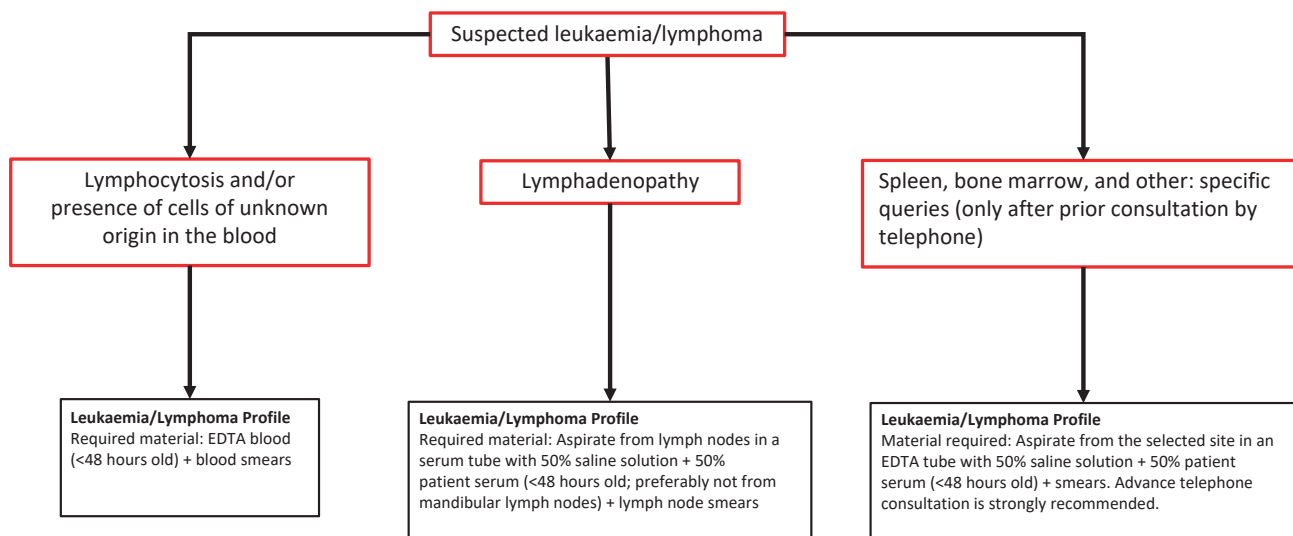 Suspected leukaemia/lymphoma
Lymphocytosis and/or
presence of cells of unknown
origin in the blood
Lymphadenopathy
Spleen, bone marrow, and other: specific
queries (only after prior consultation by
telephone)
Leukaemia/Lymphoma Profile
Required material: EDTA blood
(<48 hours old) + blood smears
Leukaemia/Lymphoma Profile
Required material: Aspirate from lymph nodes in a
serum tube with 50% saline solution + 50%
patient serum (<48 hours old; preferably not from
mandibular lymph nodes) + lymph node smears
Leukaemia/Lymphoma Profile
Material required: Aspirate from the selected site in an
EDTA tube with 50% saline solution + 50% patient
serum (<48 hours old) + smears. Advance telephone
consultation is strongly recommended.